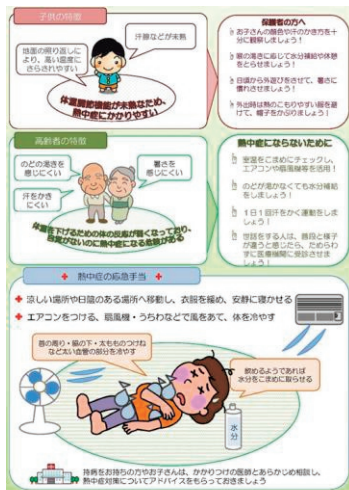 子供の特徴
汗腺などが未熟
地面の照り返しに
より、高い温度に
さらされやすい
体温調節機能が未熟なため、
熱中症にかかりやすい
保護者の方へ
お子さんの顔色や汗のかき方を十
分に観察しましょう！
喉の渇きに応じて水分補給や休憩
をとらせましょう！
日頃から外遊びをさせて、暑さに
慣れさせましょう！
外出時は熱のこもりやすい服を避
けて、帽子をかぶりましょう！
高齢者の特徴
のどの渇きを
感じにくい
暑さを
感じにくい
汗をかき
にくい
体温を下げるための体の反応が弱くなっており、
自覚がないのに熱中症になる危険がある
熱中症にならないために
室温をこまめにチェックし、
エアコンや扇風機等を活用！
のどが渇かなくても水分補給
をしましょう！
１日１回汗をかく運動をしま
しょう！
世話をする人は、普段と様子
が違うと感じたら、ためらわ
ずに医療機関に受診させま
しょう！
熱中症の応急手当
涼しい場所や日陰のある場所へ移動し、衣服を緩め、安静に寝かせる
エアコンをつける、扇風機・うちわなどで風をあて、体を冷やす
首の周り・脇の下・太もものつけね
など太い血管の部分を冷やす
飲めるようであれば
水分をこまめに取らせる
水分
持病をお持ちの方やお子さんは、かかりつけの医師とあらかじめ相談し、
熱中症対策についてアドバイスをもらっておきましょう